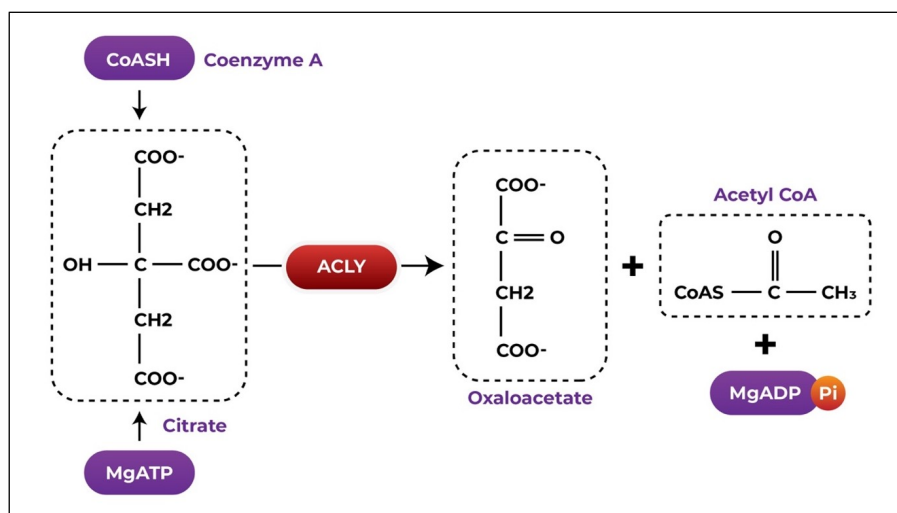 CoASH Coenzyme A
COO-
CH2
OH C COO-
CH2
COO-
Citrate
MgATP
ACLY
COO-
C O
CH2
COO-
Oxaloacetate
+
Acetyl CoA
O
CoAS C CH₃
+
MgADP Pi